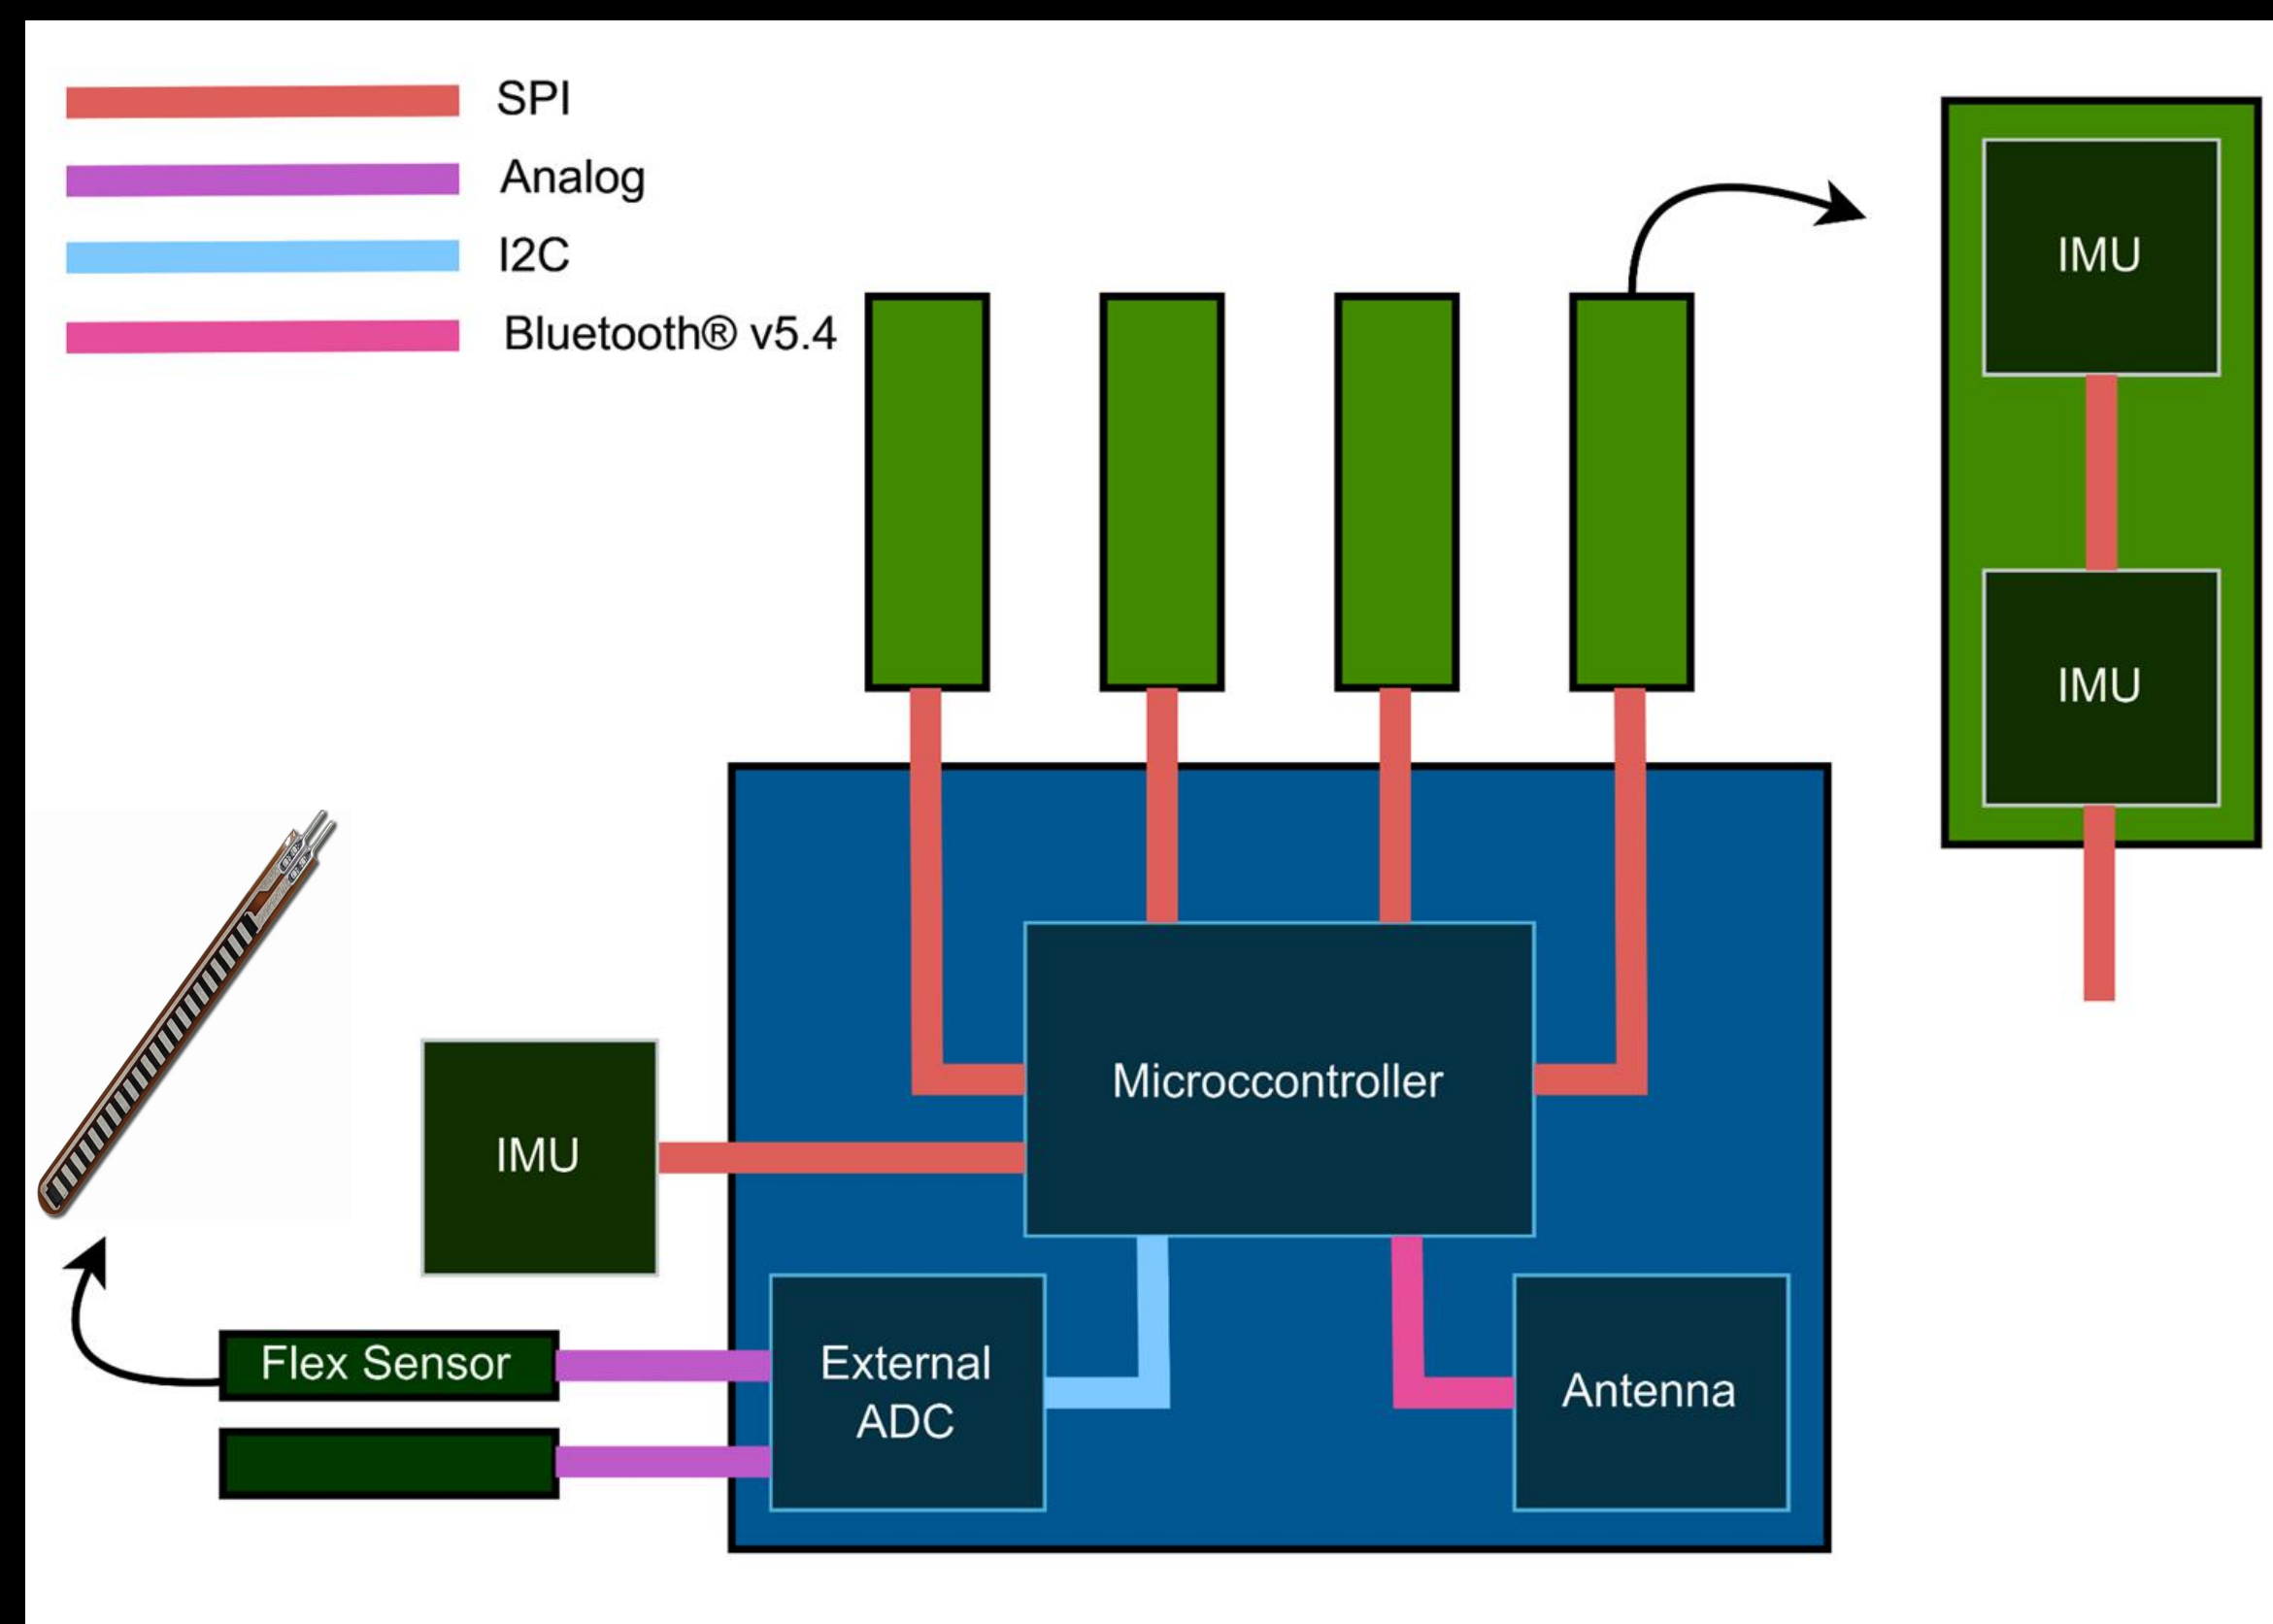 SPI
Analog
I2C
Bluetooth® v5.4
IMU
IMU
Microccontroller
IMU
Flex Sensor
External
ADC
Antenna